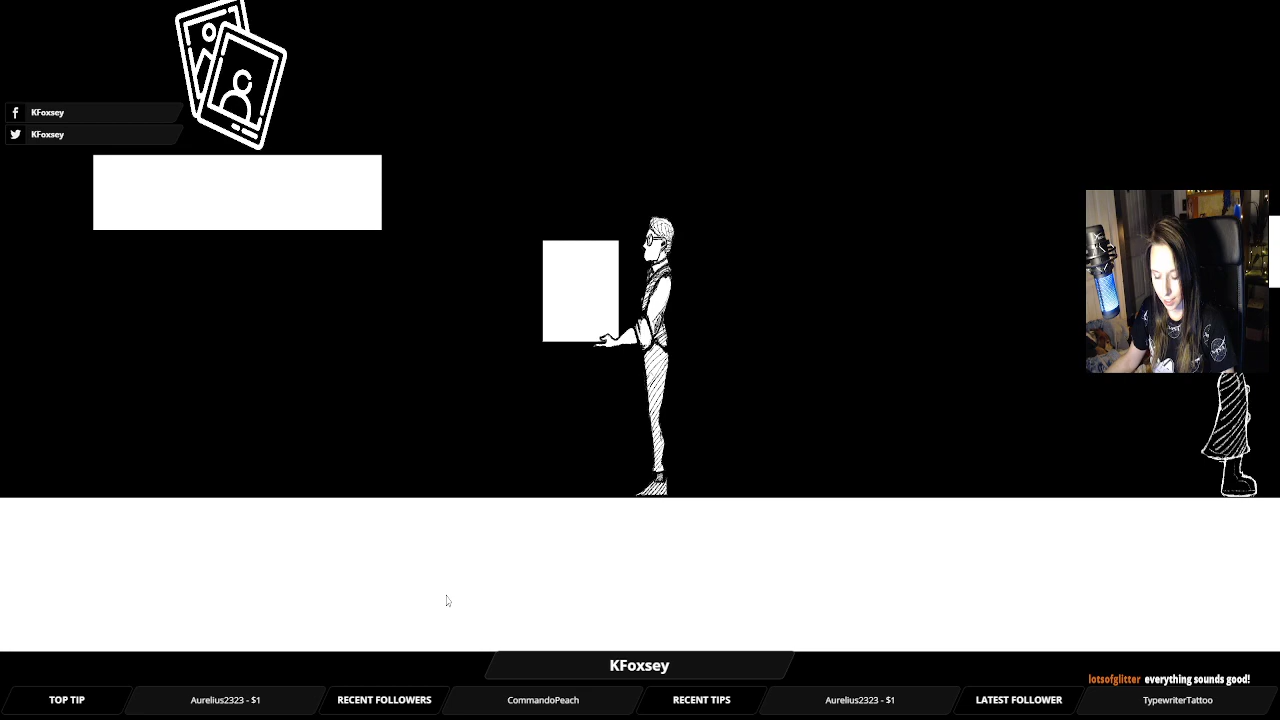 KFoxsey
KFoxsey
KFoxsey
lotsofglitter everything sounds good!
TOP TIP
Aurelius2323 - $1
RECENT FOLLOWERS
CommandoPeach
RECENT TIPS
Aurelius2323 - $1
LATEST FOLLOWER
TypewriterTattoo